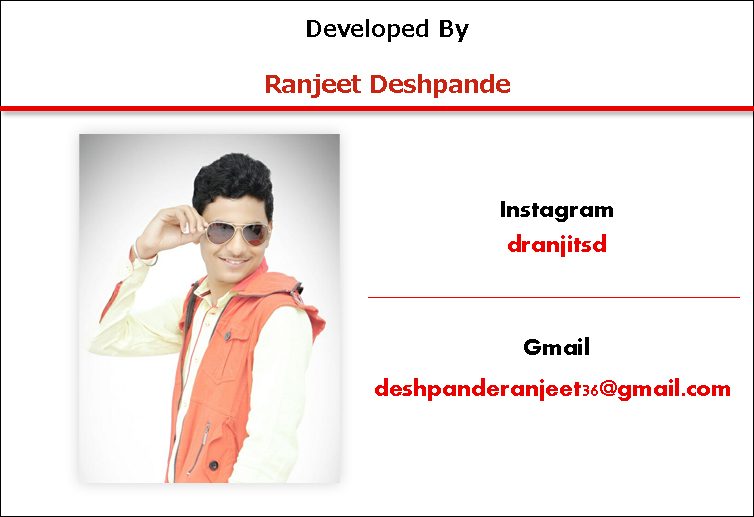 Developed By
Ranjeet Deshpande
Instagram
dranjitsd
Gmail
deshpanderanjeet36@gmail.com